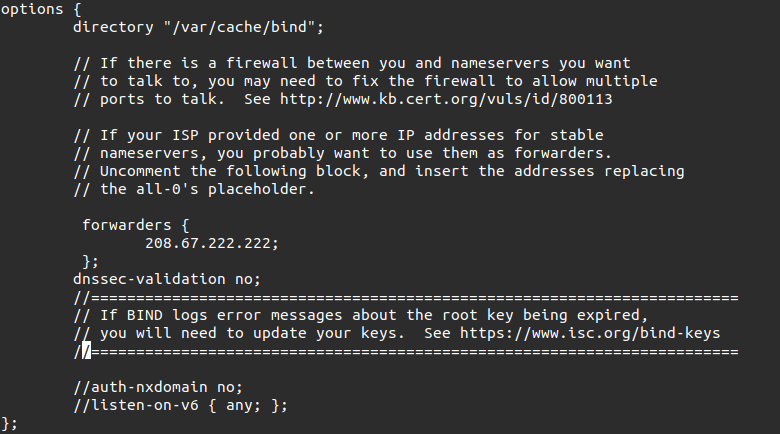 options {
        directory "/var/cache/bind";

        // If there is a firewall between you and nameservers you want
        // to talk to, you may need to fix the firewall to allow multiple
        // ports to talk.  See http://www.kb.cert.org/vuls/id/800113

        // If your ISP provided one or more IP addresses for stable
        // nameservers, you probably want to use them as forwarders.
        // Uncomment the following block, and insert the addresses replacing
        // the all-0's placeholder.

         forwarders {
                208.67.222.222;
         };
        dnssec-validation no;
        //========================================================================
        // If BIND logs error messages about the root key being expired,
        // you will need to update your keys.  See https://www.isc.org/bind-keys
        //========================================================================

        //auth-nxdomain no;
        //listen-on-v6 { any; };
};